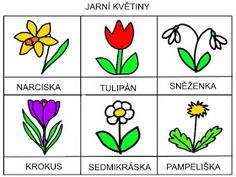 JARNÍ KVĚTINY
NARCISKA TULIPÁN SNĚŽENKA
KROKUS SEDMIKRÁSKA PAMPELIŠKA